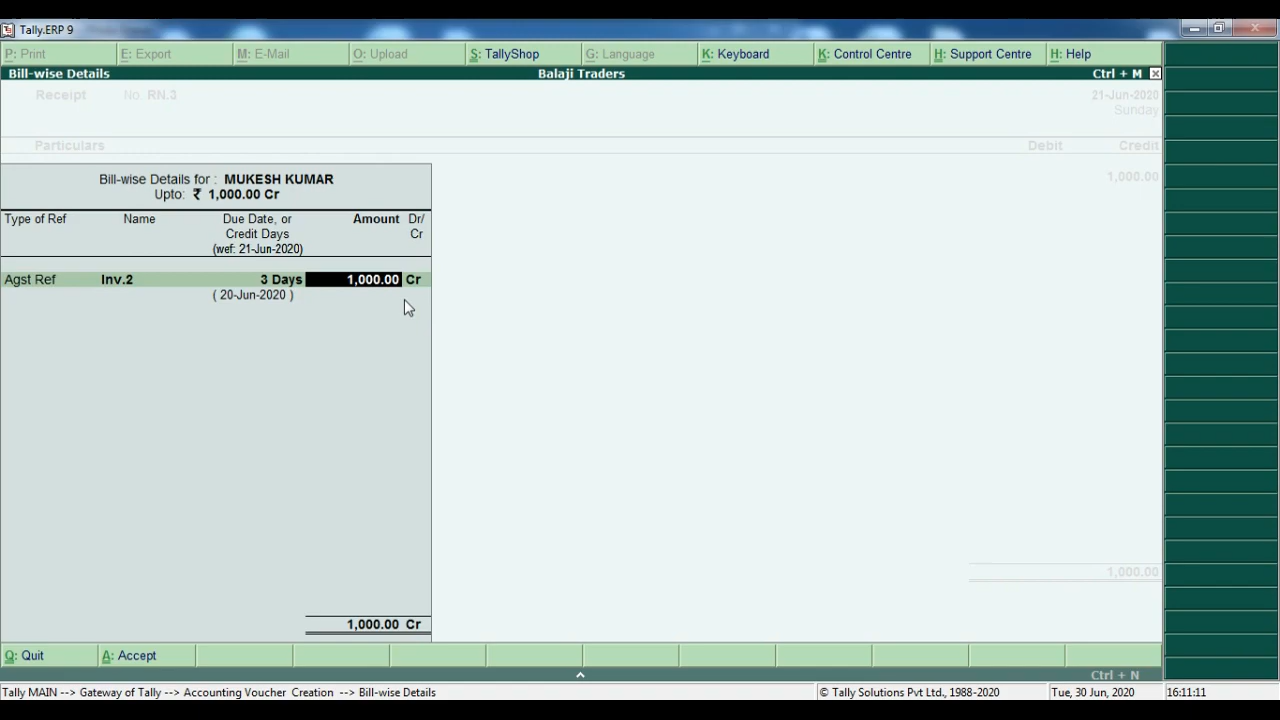 Tally.ERP 9
P: Print E: Export M: E-Mail O: Upload S: TallyShop G: Language K: Keyboard K: Control Centre H: Support Centre H: Help
Bill-wise Details Balaji Traders Ctrl + M
Receipt No. RN.3 21-Jun-2020
Sunday
Particulars Debit Credit
1,000.00
Bill-wise Details for : MUKESH KUMAR
Upto: ₹ 1,000.00 Cr
Type of Ref Name Due Date, or Amount Dr/
Credit Days Cr
(wef: 21-Jun-2020)
Agst Ref Inv.2 3 Days 1,000.00 Cr
( 20-Jun-2020 )
1,000.00
1,000.00 Cr
Q: Quit A: Accept
Ctrl + N
Tally MAIN --> Gateway of Tally --> Accounting Voucher Creation --> Bill-wise Details © Tally Solutions Pvt Ltd., 1988-2020 Tue, 30 Jun, 2020 16:11:11